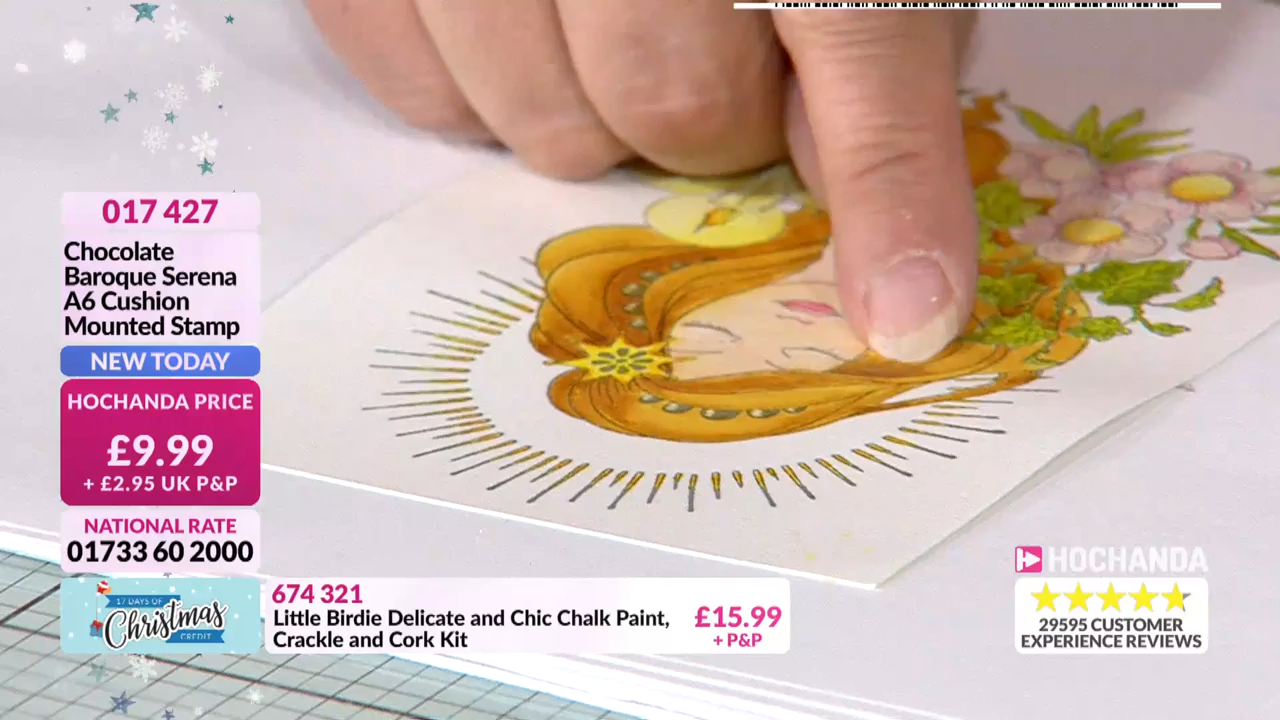 017 427
Chocolate
Baroque Serena
A6 Cushion
Mounted Stamp
NEW TODAY
HOCHANDA PRICE
£9.99
+ £2.95 UK P&P
NATIONAL RATE
01733 60 2000
17 DAYS OF
Christmas
CREDIT
674 321
Little Birdie Delicate and Chic Chalk Paint,
Crackle and Cork Kit
£15.99
+ P&P
HOCHANDA
29595 CUSTOMER
EXPERIENCE REVIEWS